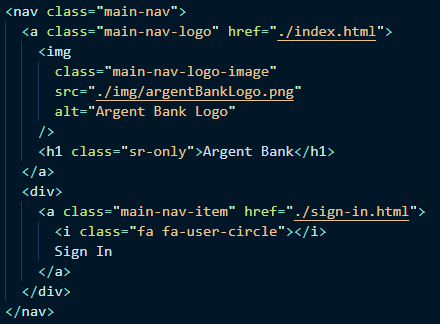 <nav class="main-nav">
  <a class="main-nav-logo" href="./index.html">
    <img
      class="main-nav-logo-image"
      src="./img/argentBankLogo.png"
      alt="Argent Bank Logo"
    />
    <h1 class="sr-only">Argent Bank</h1>
  </a>
  <div>
    <a class="main-nav-item" href="./sign-in.html">
      <i class="fa fa-user-circle"></i>
      Sign In
    </a>
  </div>
</nav>